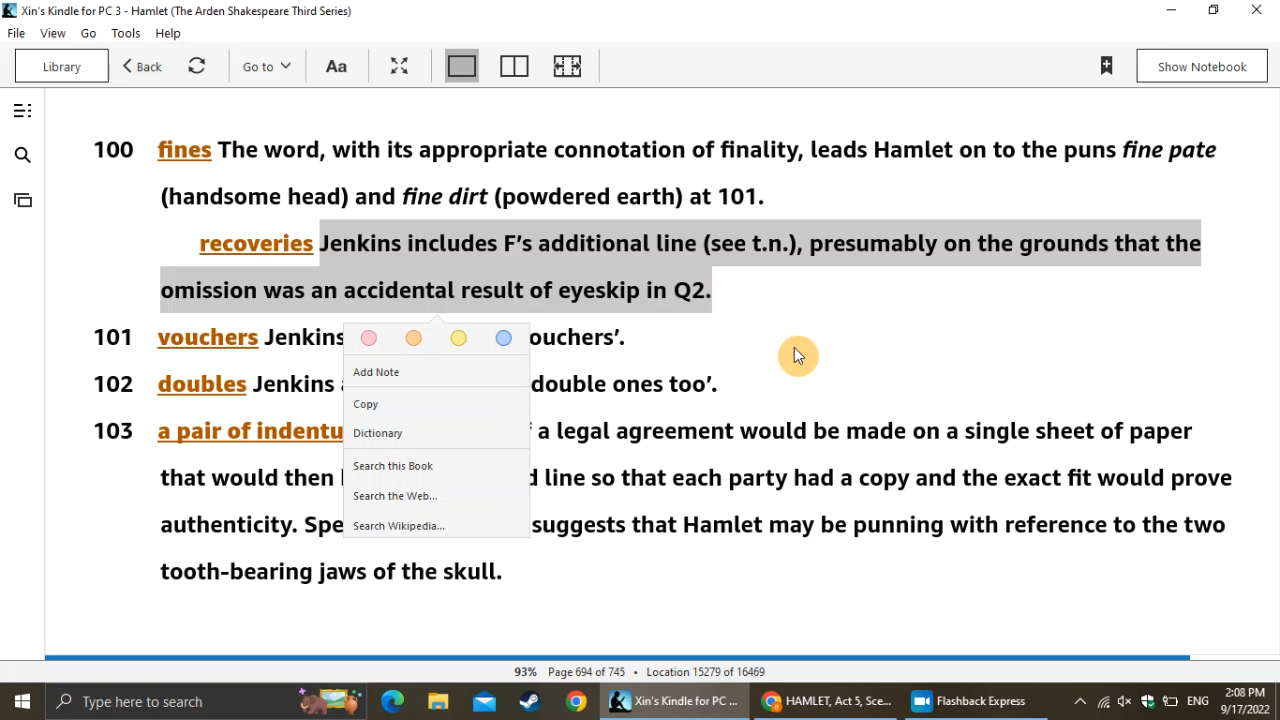 Xin's Kindle for PC 3 - Hamlet (The Arden Shakespeare Third Series)
File View Go Tools Help
Library Back Go to Aa Show Notebook
100 fines The word, with its appropriate connotation of finality, leads Hamlet on to the puns fine pate
(handsome head) and fine dirt (powdered earth) at 101.
recoveries Jenkins includes F’s additional line (see t.n.), presumably on the grounds that the
omission was an accidental result of eyeskip in Q2.
101 vouchers Jenkins ouchers’.
102 doubles Jenkins double ones too’.
103 a pair of indentu a legal agreement would be made on a single sheet of paper
that would then line so that each party had a copy and the exact fit would prove
authenticity. Spe suggests that Hamlet may be punning with reference to the two
tooth-bearing jaws of the skull.
Add Note
Copy
Dictionary
Search this Book
Search the Web...
Search Wikipedia...
93% Page 694 of 745 • Location 15279 of 16469
Type here to search Xin's Kindle for PC ... HAMLET, Act 5, Sce... Flashback Express ENG 2:08 PM
9/17/2022